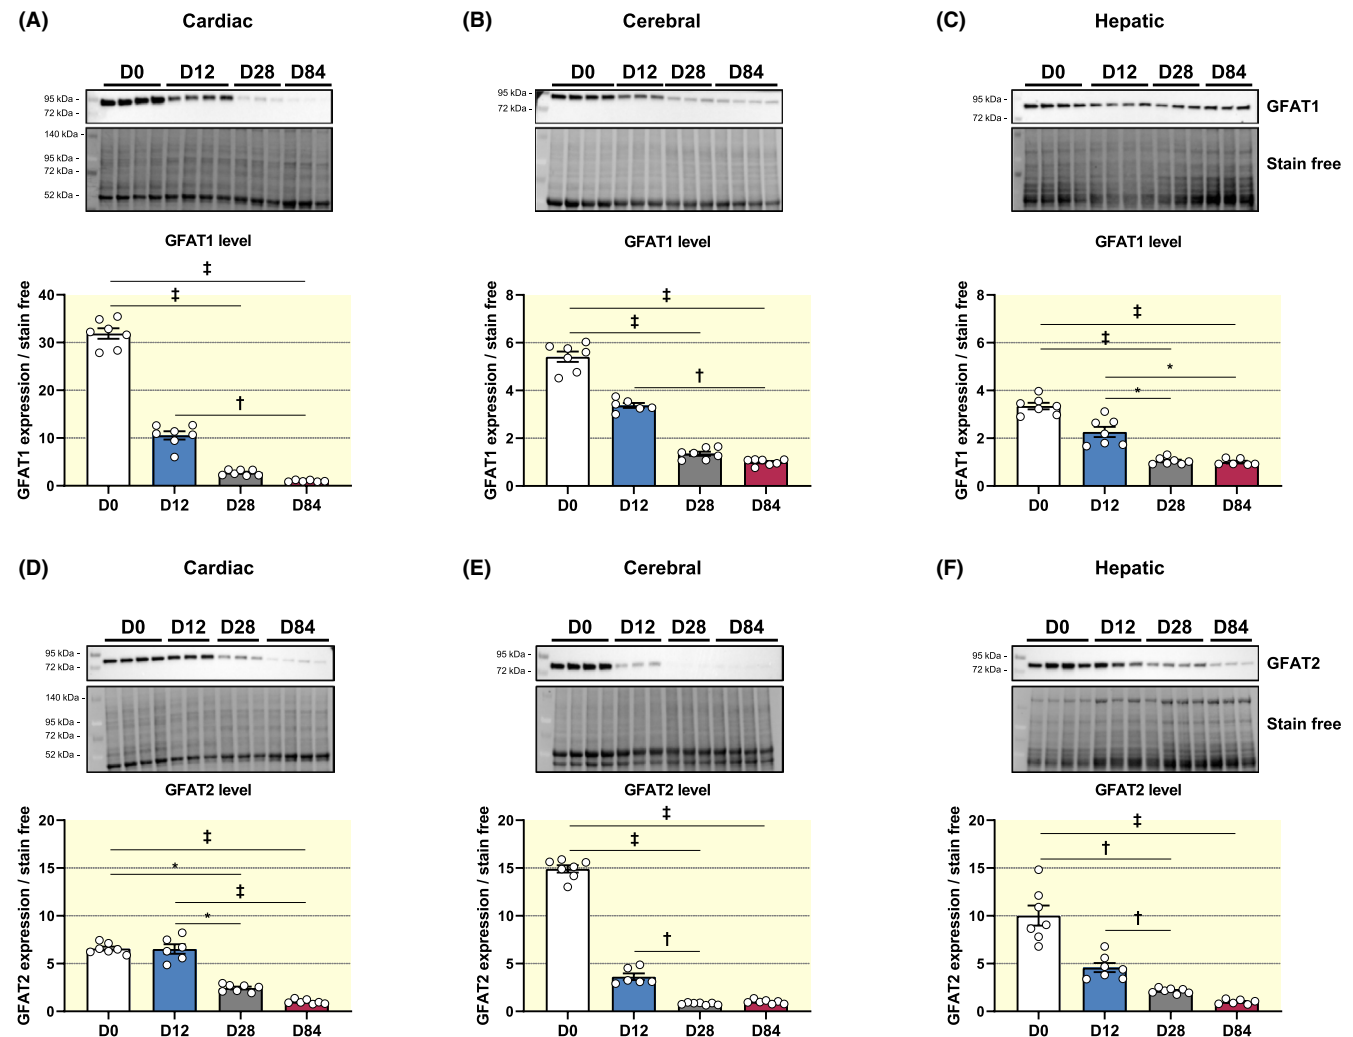 (A) Cardiac
D0 D12 D28 D84
95 kDa -
72 kDa -
140 kDa -
95 kDa -
72 kDa -
52 kDa -
GFAT1 level
‡
‡
†
GFAT1 expression / stain free
40
30
20
10
0
D0 D12 D28 D84
(B) Cerebral
D0 D12 D28 D84
95 kDa -
72 kDa -
GFAT1 level
‡
‡
†
8
6
4
2
0
D0 D12 D28 D84
(C) Hepatic
D0 D12 D28 D84
95 kDa -
72 kDa -
GFAT1
Stain free
GFAT1 level
‡
‡
*
*
GFAT1 expression / stain free
8
6
4
2
0
D0 D12 D28 D84
(D) Cardiac
D0 D12 D28 D84
95 kDa -
72 kDa -
140 kDa -
95 kDa -
72 kDa -
52 kDa -
GFAT2 level
‡
*
‡
*
GFAT2 expression / stain free
20
15
10
5
0
D0 D12 D28 D84
(E) Cerebral
D0 D12 D28 D84
95 kDa -
72 kDa -
GFAT2 level
‡
‡
†
GFAT2 expression / stain free
20
15
10
5
0
D0 D12 D28 D84
(F) Hepatic
D0 D12 D28 D84
95 kDa -
72 kDa -
GFAT2
Stain free
GFAT2 level
‡
†
†
GFAT2 expression / stain free
20
15
10
5
0
D0 D12 D28 D84
GFAT1 expression / stain free